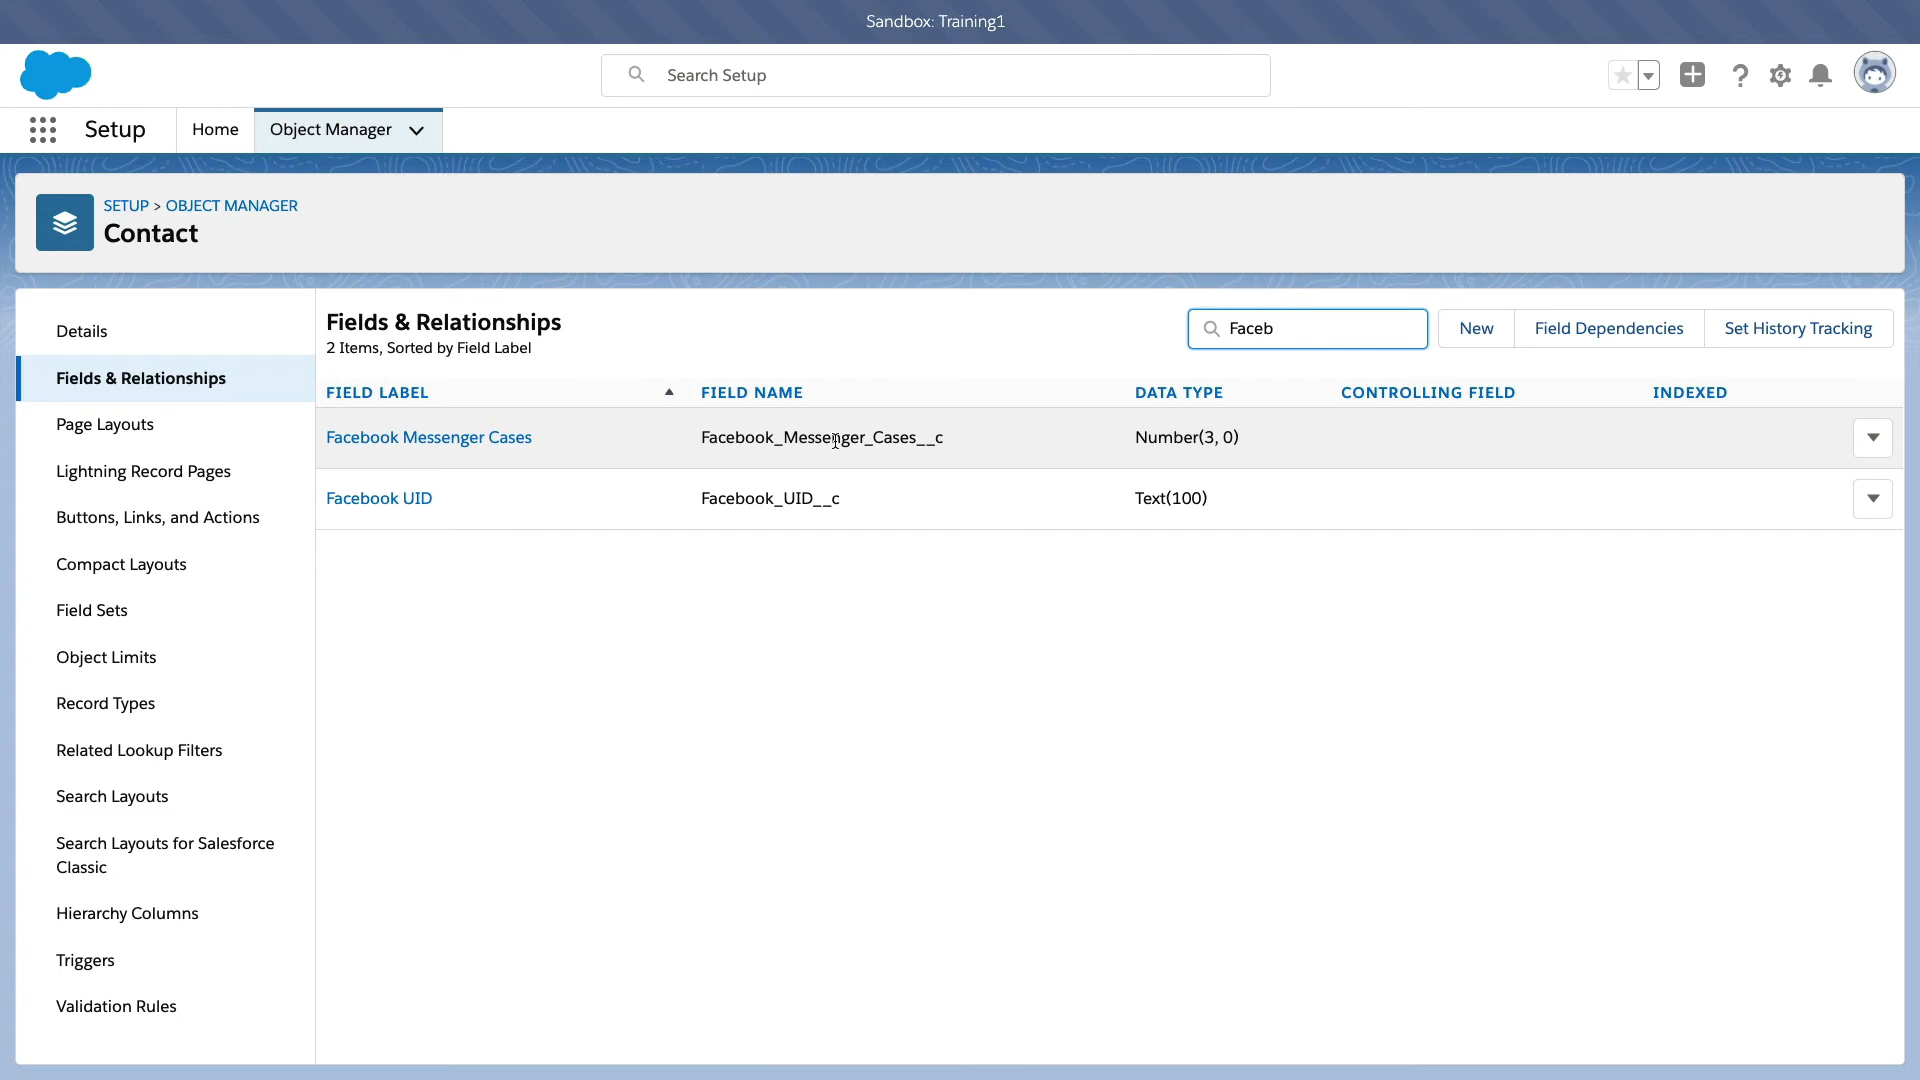 Sandbox: Training1
Search Setup
Setup
Home
Object Manager
SETUP > OBJECT MANAGER
Contact
Details
Fields & Relationships
Page Layouts
Lightning Record Pages
Buttons, Links, and Actions
Compact Layouts
Field Sets
Object Limits
Record Types
Related Lookup Filters
Search Layouts
Search Layouts for Salesforce
Classic
Hierarchy Columns
Triggers
Validation Rules
Fields & Relationships
2 Items, Sorted by Field Label
Faceb
New
Field Dependencies
Set History Tracking
FIELD LABEL FIELD NAME DATA TYPE CONTROLLING FIELD INDEXED
Facebook Messenger Cases Facebook_Messenger_Cases__c Number(3, 0)
Facebook UID Facebook_UID__c Text(100)